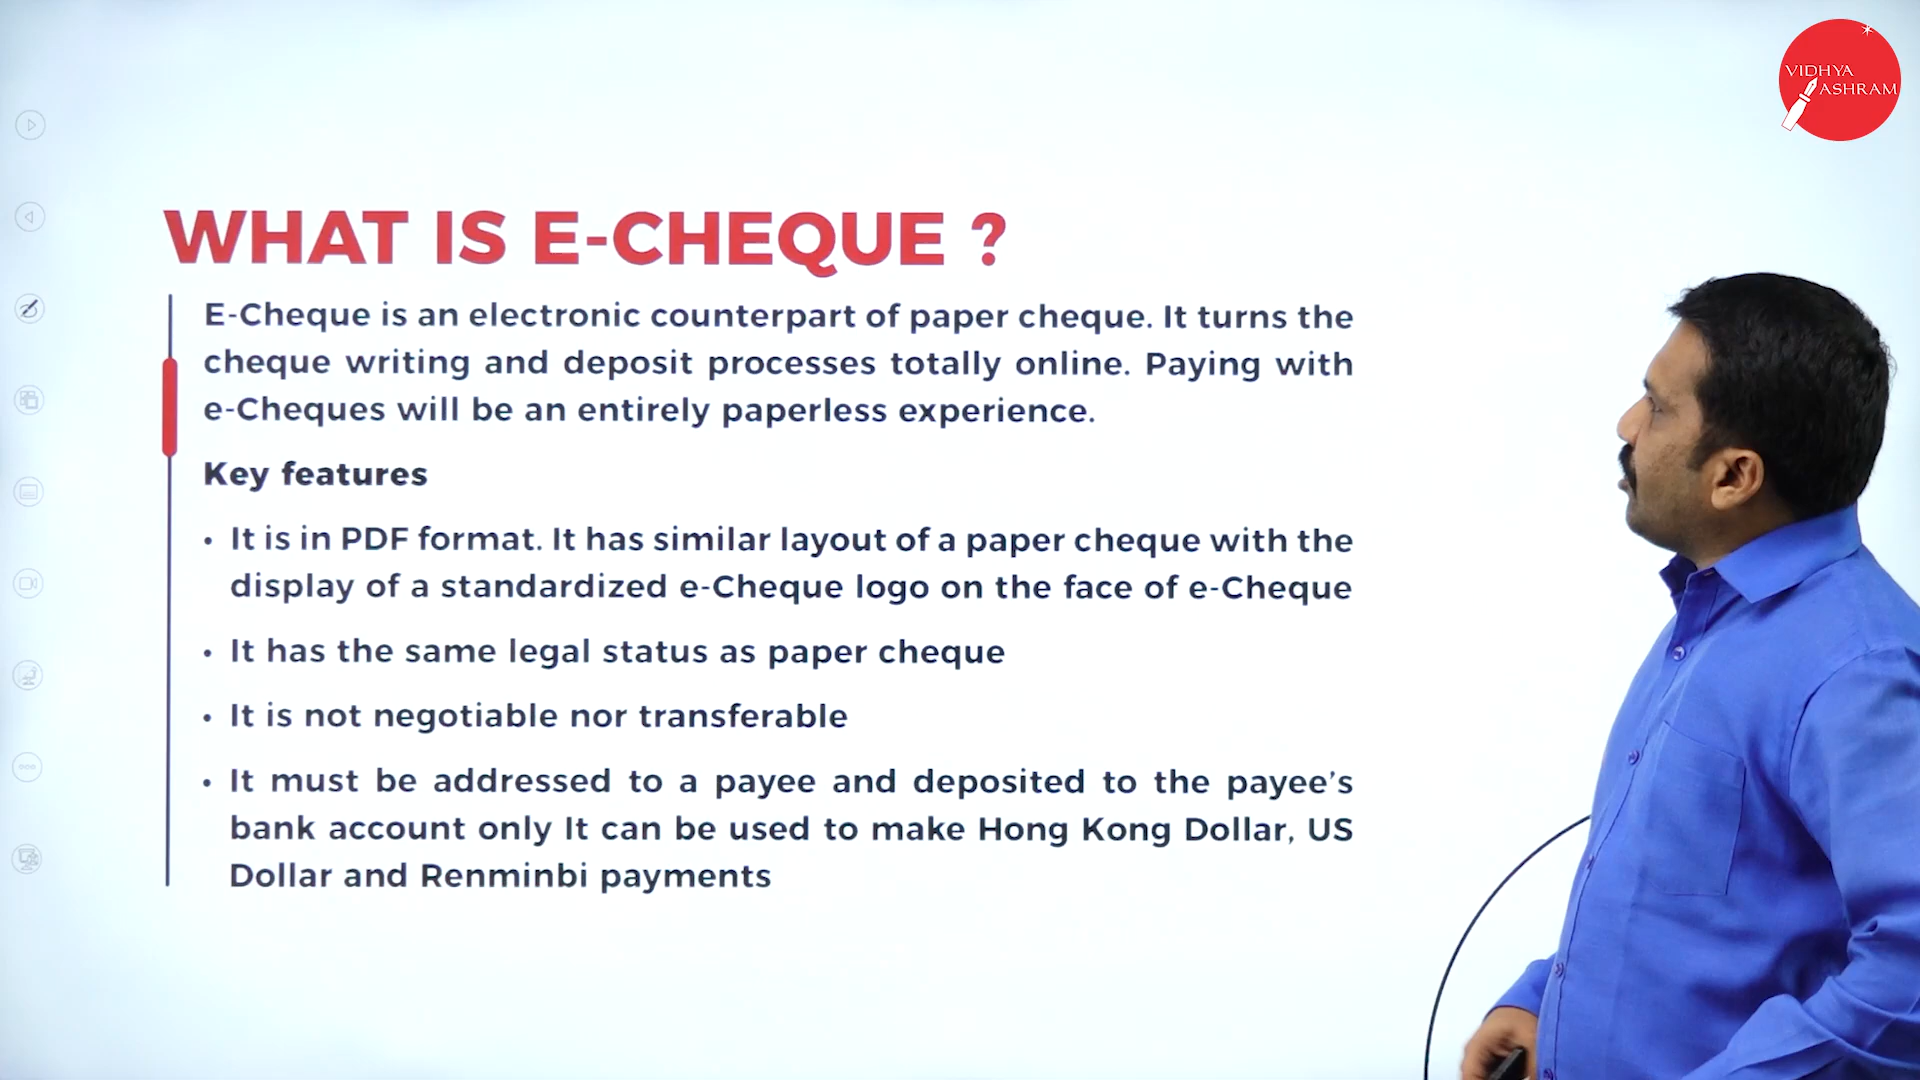 VIDHYA
ASHRAM
WHAT IS E-CHEQUE ?
E-Cheque is an electronic counterpart of paper cheque. It turns the
cheque writing and deposit processes totally online. Paying with
e-Cheques will be an entirely paperless experience.
Key features
• It is in PDF format. It has similar layout of a paper cheque with the
display of a standardized e-Cheque logo on the face of e-Cheque
• It has the same legal status as paper cheque
• It is not negotiable nor transferable
• It must be addressed to a payee and deposited to the payee's
bank account only It can be used to make Hong Kong Dollar, US
Dollar and Renminbi payments